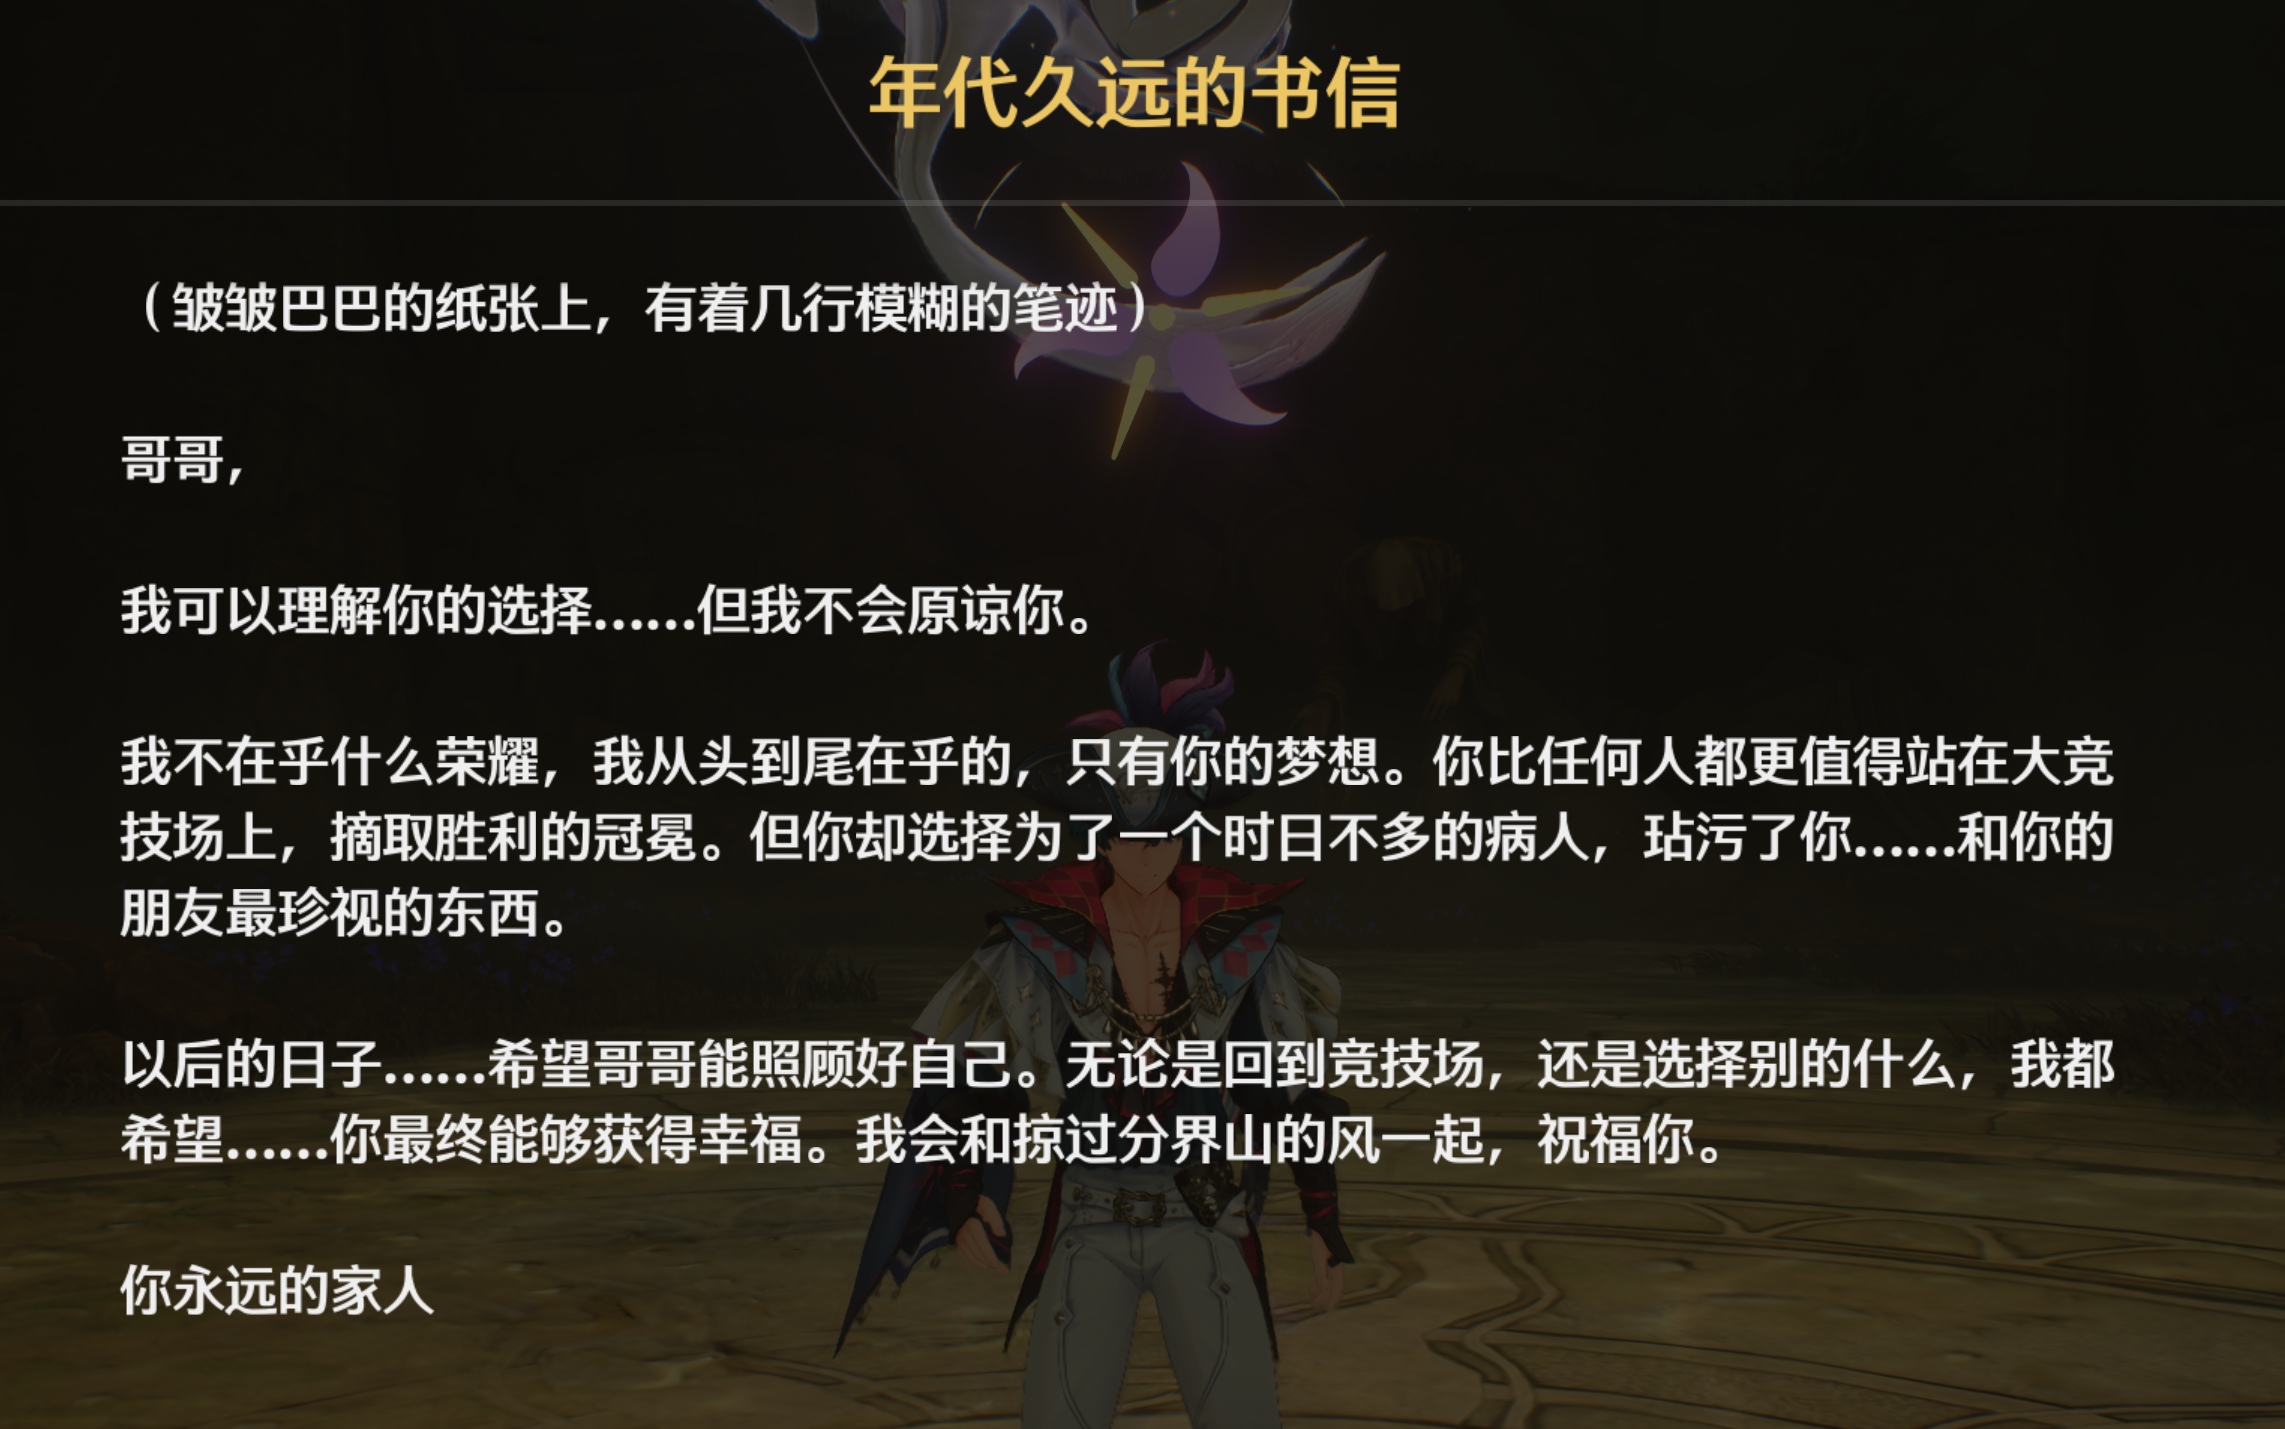 年代久远的书信
（皱皱巴巴的纸张上，有着几行模糊的笔迹）
哥哥，
我可以理解你的选择……但我不会原谅你。
我不在乎什么荣耀，我从头到尾在乎的，只有你的梦想。你比任何人都更值得站在大竞
技场上，摘取胜利的冠冕。但你却选择为了一个时日不多的病人，玷污了你……和你的
朋友最珍视的东西。
以后的日子……希望哥哥能照顾好自己。无论是回到竞技场，还是选择别的什么，我都
希望……你最终能够获得幸福。我会和掠过分界山的风一起，祝福你。
你永远的家人